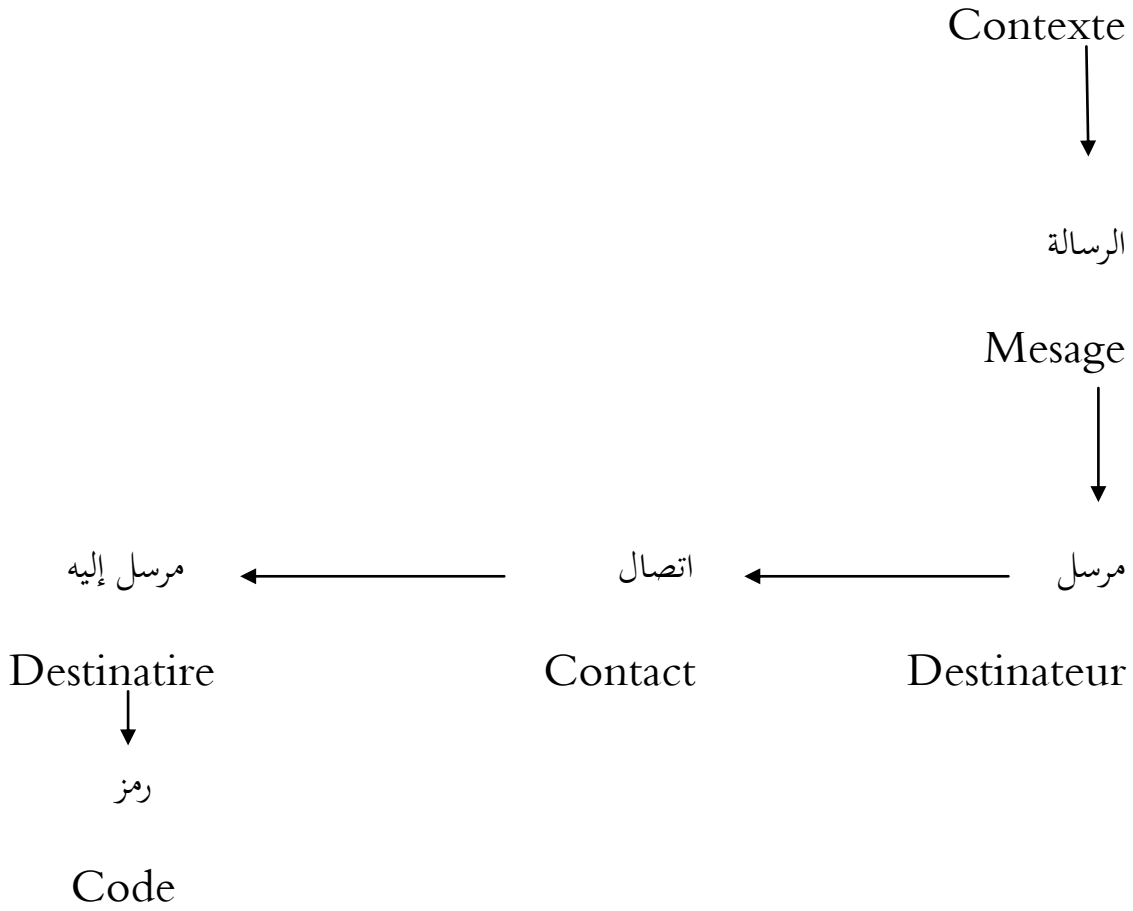 Contexte
الرسالة
Mesage
مرسل
اتصال
مرسل إليه
Destinateur
Contact
Destinatire
رمز
Code